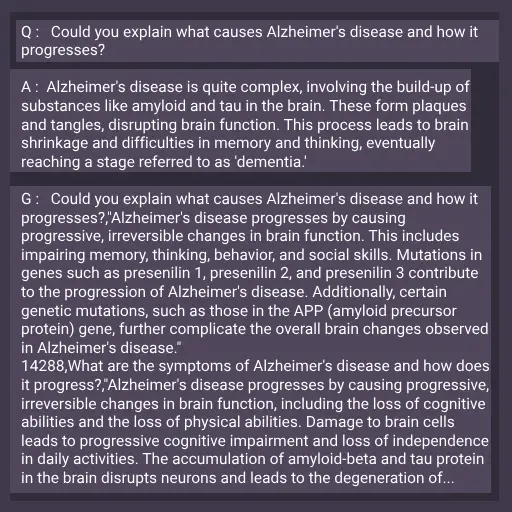 Q :   Could you explain what causes Alzheimer's disease and how it
progresses?
A :  Alzheimer's disease is quite complex, involving the build-up of
substances like amyloid and tau in the brain. These form plaques
and tangles, disrupting brain function. This process leads to brain
shrinkage and difficulties in memory and thinking, eventually
reaching a stage referred to as 'dementia.'
G :   Could you explain what causes Alzheimer's disease and how it
progresses?,"Alzheimer's disease progresses by causing
progressive, irreversible changes in brain function. This includes
impairing memory, thinking, behavior, and social skills. Mutations in
genes such as presenilin 1, presenilin 2, and presenilin 3 contribute
to the progression of Alzheimer's disease. Additionally, certain
genetic mutations, such as those in the APP (amyloid precursor
protein) gene, further complicate the overall brain changes observed
in Alzheimer's disease."
14288,What are the symptoms of Alzheimer's disease and how does
it progress?,"Alzheimer's disease progresses by causing progressive,
irreversible changes in brain function, including the loss of cognitive
abilities and the loss of physical abilities. Damage to brain cells
leads to progressive cognitive impairment and loss of independence
in daily activities. The accumulation of amyloid-beta and tau protein
in the brain disrupts neurons and leads to the degeneration of...